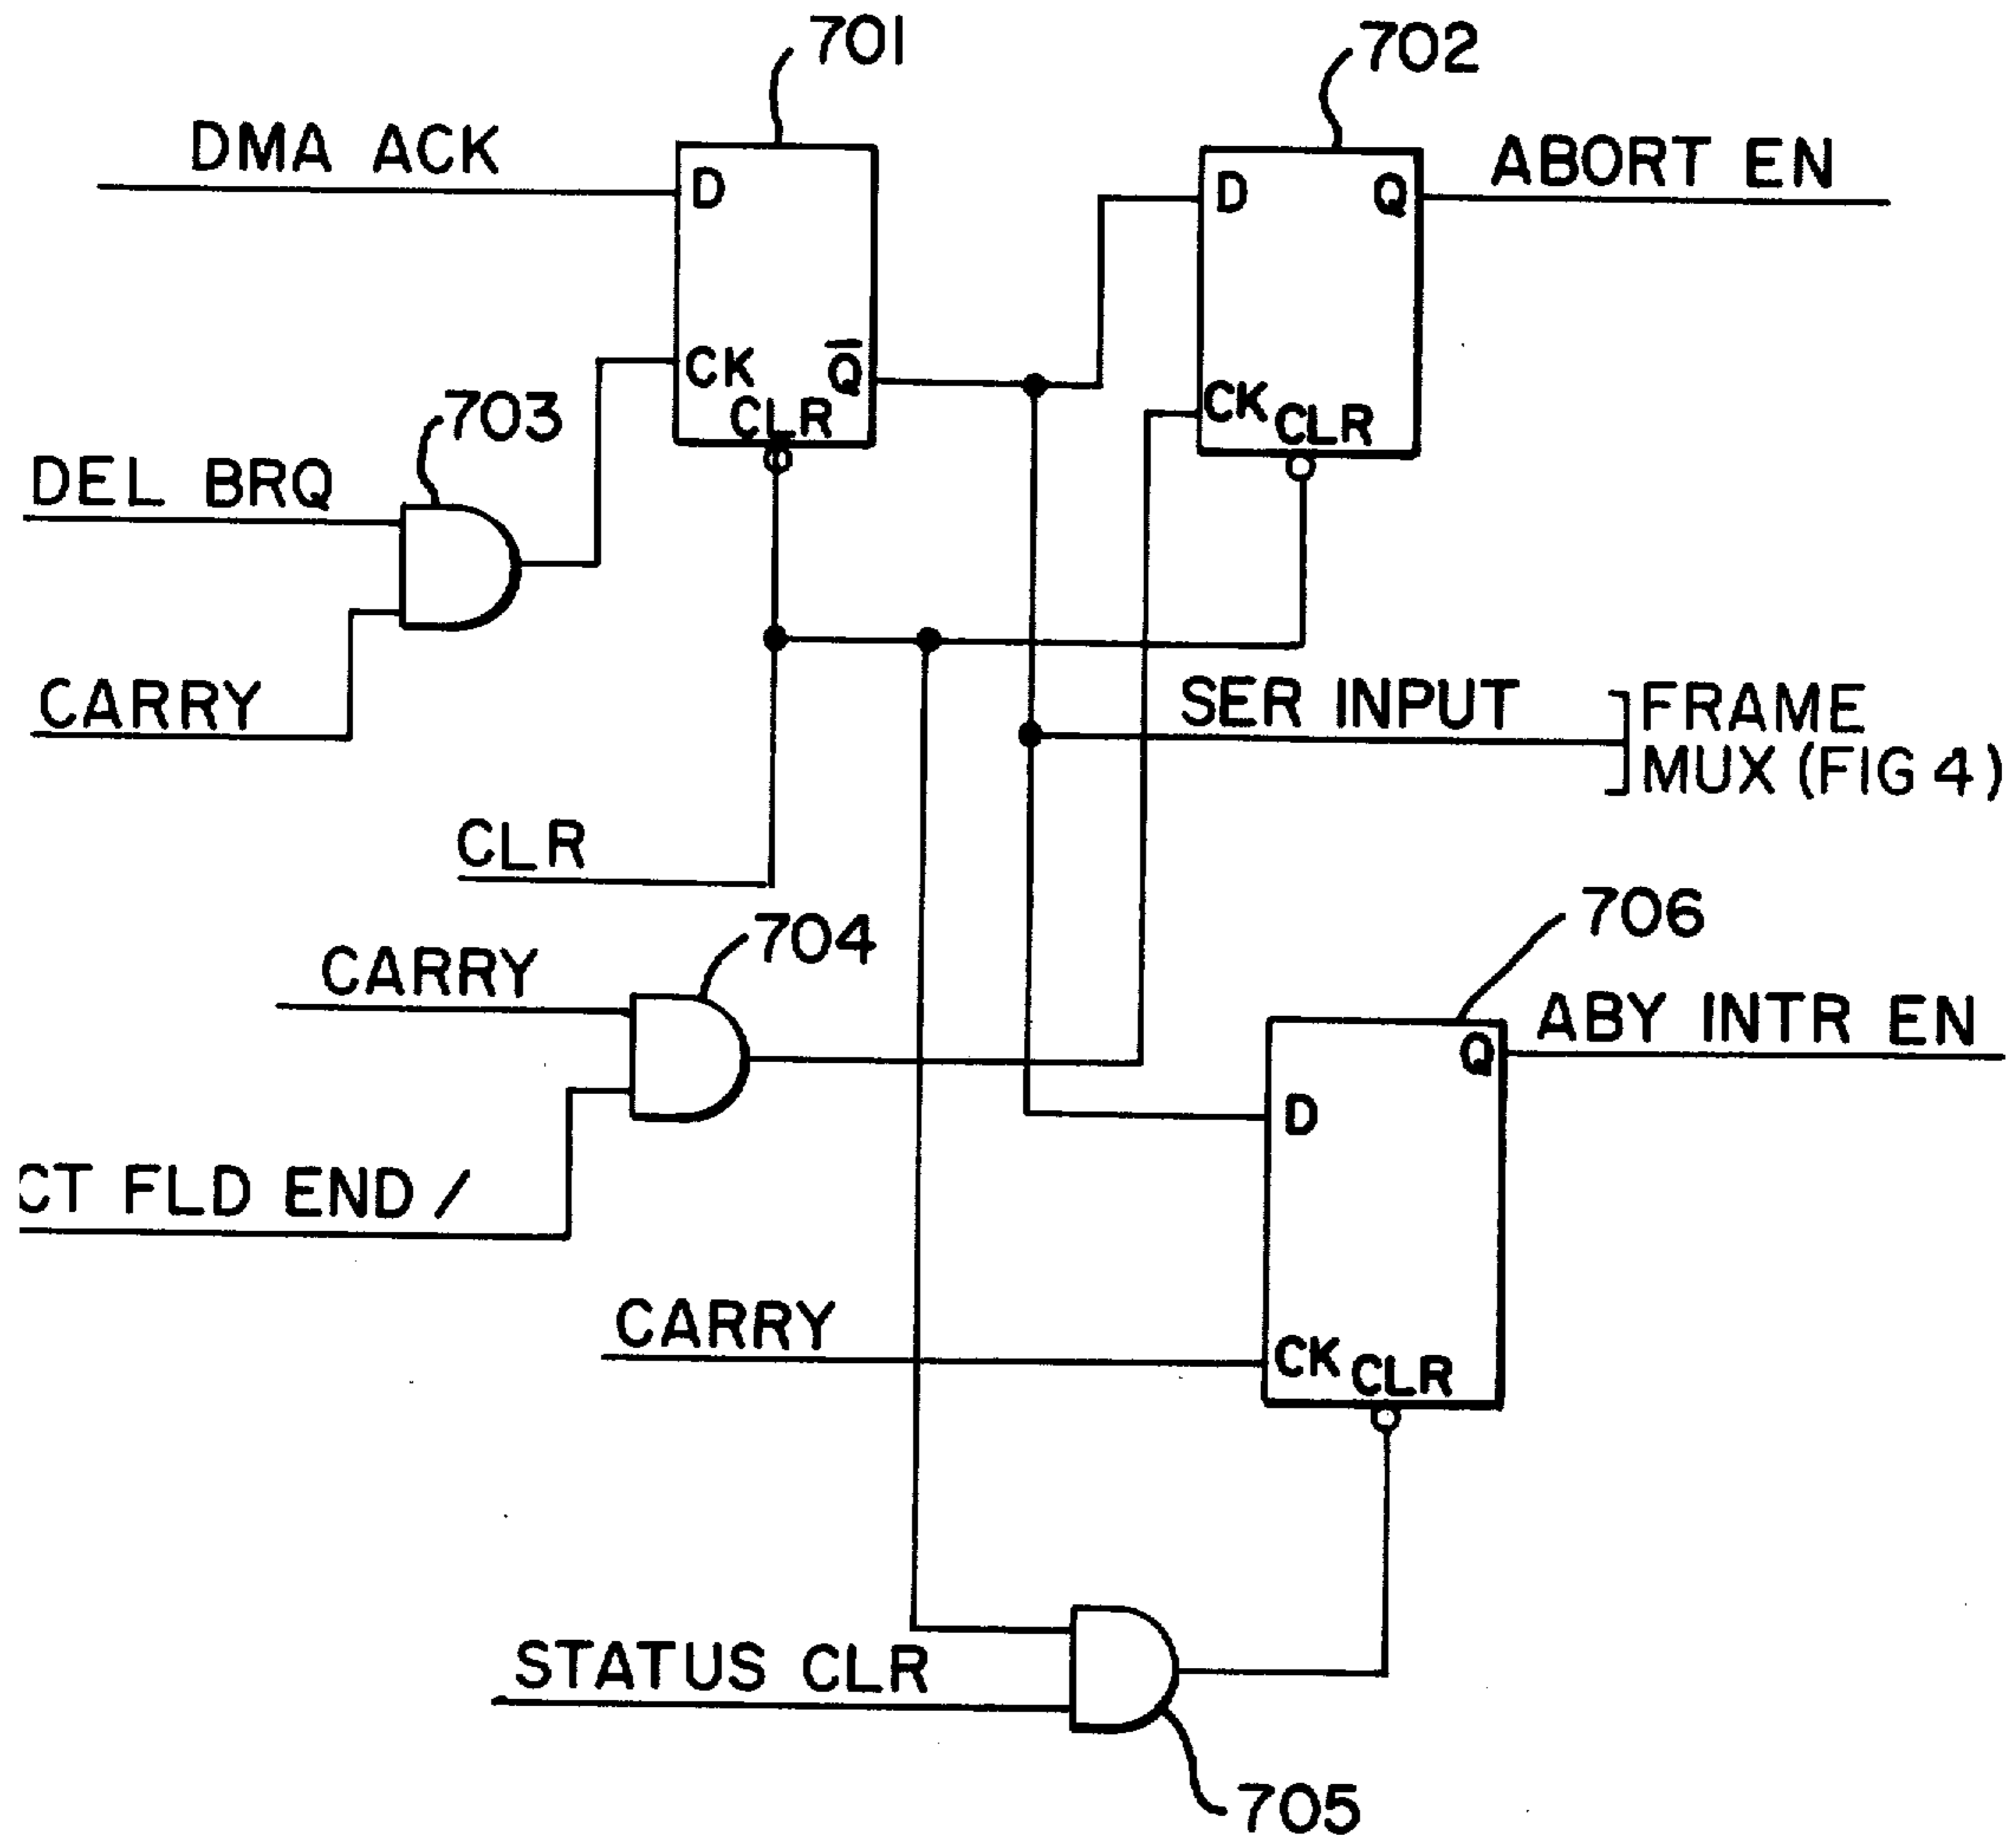 701
702
DMA ACK
ABORT EN
D
D
Q
CK
Q̅
CLR
CK
CLR
703
DEL BRQ
CARRY
SER INPUT
FRAME
MUX (FIG 4)
CLR
704
706
CARRY
ABY INTR EN
Q
D
CT FLD END /
CARRY
CK
CLR
STATUS CLR
705